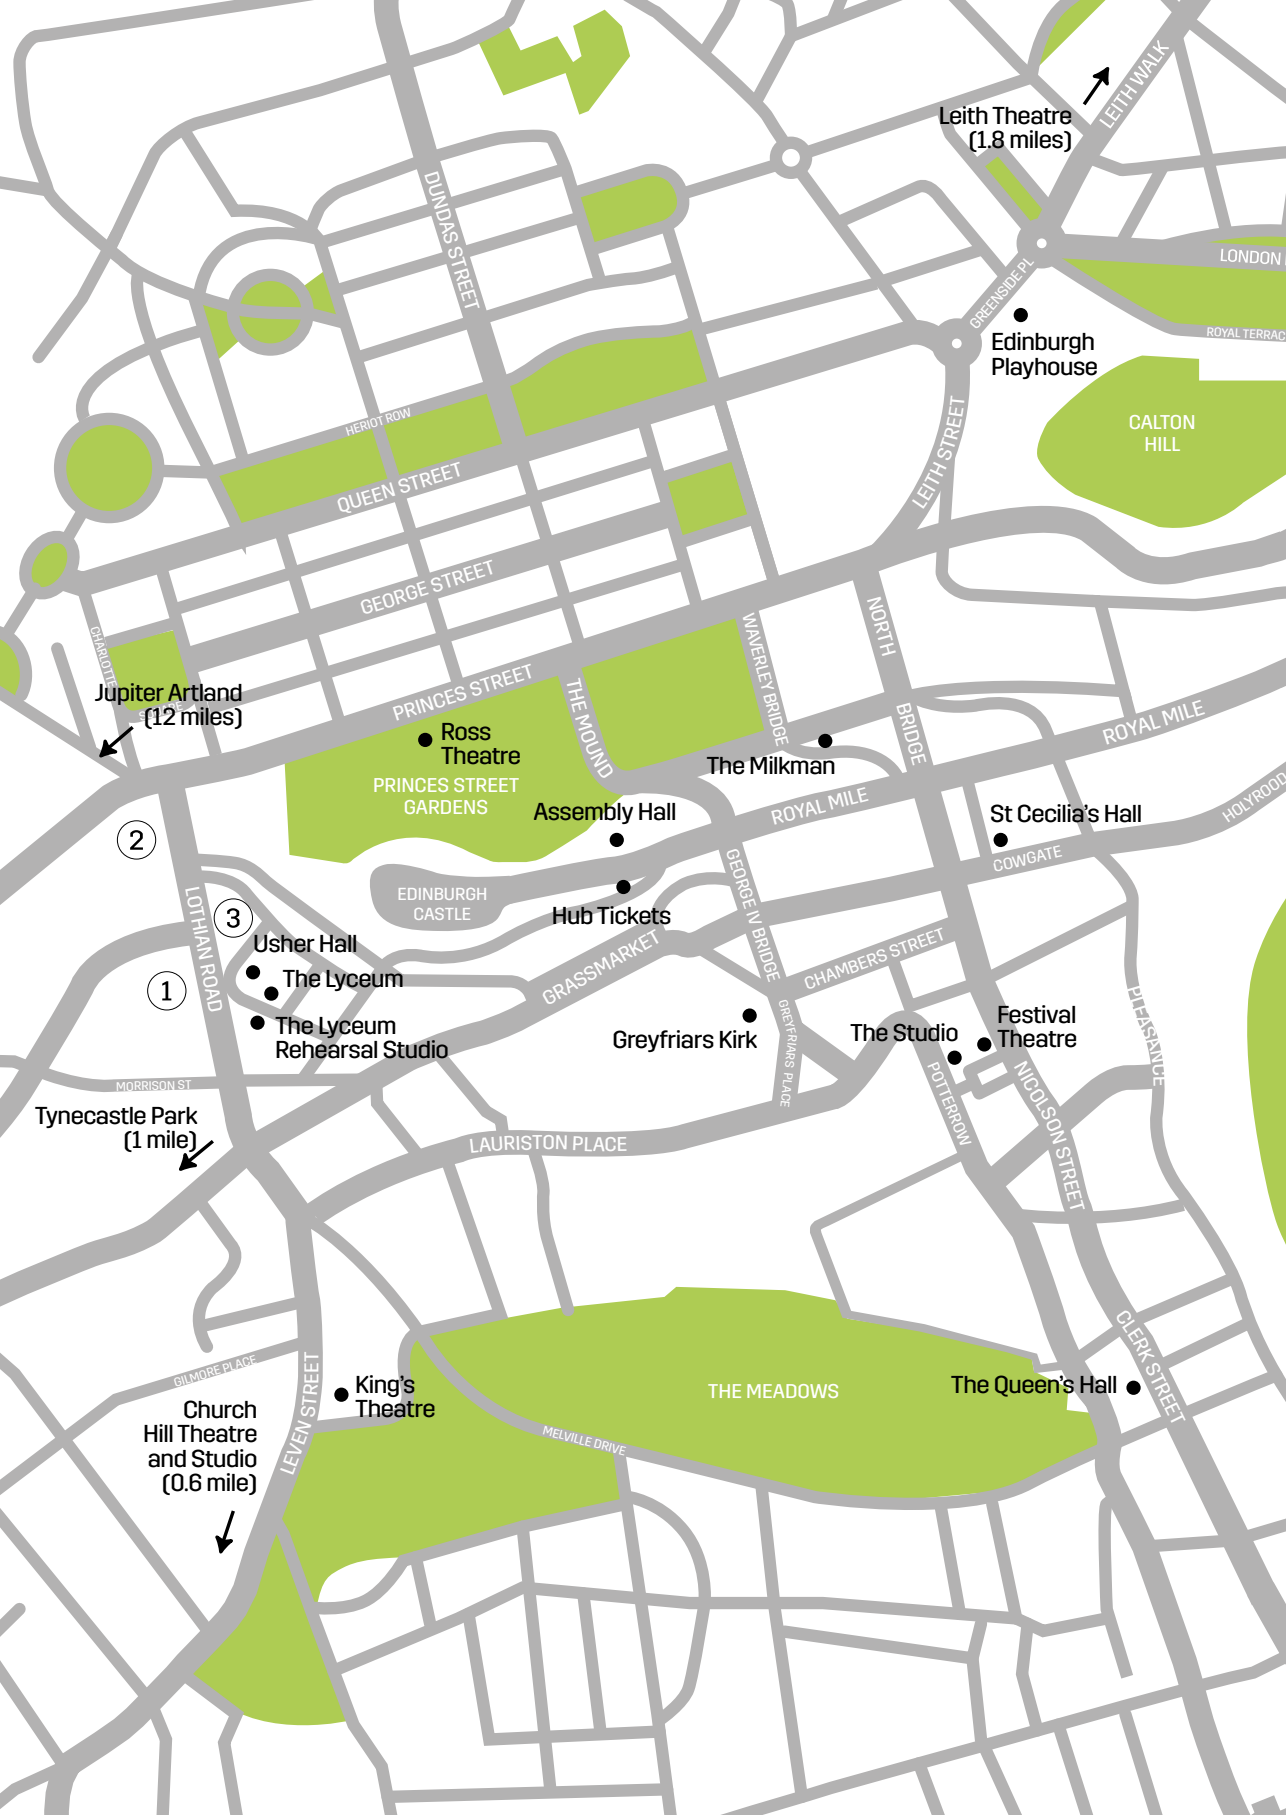 LEITH WALK
Leith Theatre
(1.8 miles)
DUNDAS STREET
LONDON
GREENSIDE PL
ROYAL TERRAC
Edinburgh
Playhouse
HERIOT ROW
CALTON
HILL
LEITH STREET
QUEEN STREET
GEORGE STREET
CHARLOTTE
SQUARE
NORTH
BRIDGE
WAVERLEY BRIDGE
Jupiter Artland
(12 miles)
PRINCES STREET
THE MOUND
ROYAL MILE
Ross
Theatre
The Milkman
PRINCES STREET
GARDENS
Assembly Hall
ROYAL MILE
St Cecilia's Hall
HOLYROOD
2
COWGATE
EDINBURGH
CASTLE
GEORGE IV BRIDGE
LOTHIAN ROAD
Hub Tickets
3
Usher Hall
GRASSMARKET
CHAMBERS STREET
The Lyceum
1
PLEASANCE
The Lyceum
Rehearsal Studio
Greyfriars Kirk
GREYFRIARS PLACE
The Studio
Festival
Theatre
MORRISON ST
POTTERROW
NICOLSON STREET
Tynecastle Park
(1 mile)
LAURISTON PLACE
CLERK STREET
GILMORE PLACE
LEVEN STREET
King's
Theatre
THE MEADOWS
The Queen's Hall
Church
Hill Theatre
and Studio
(0.6 mile)
MELVILLE DRIVE